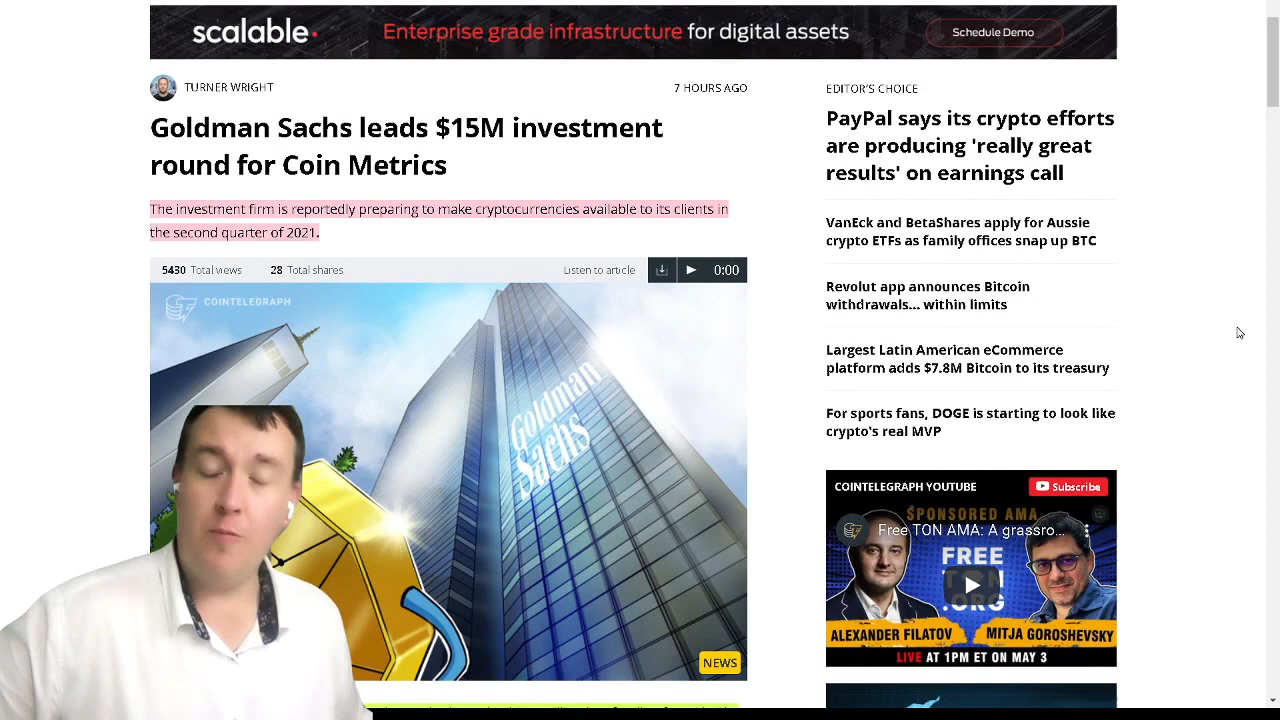 scalable.
Enterprise grade infrastructure for digital assets
Schedule Demo
TURNER WRIGHT
7 HOURS AGO
Goldman Sachs leads $15M investment
round for Coin Metrics
The investment firm is reportedly preparing to make cryptocurrencies available to its clients in
the second quarter of 2021.
5430 Total views
28 Total shares
Listen to article
0:00
COINTELEGRAPH
Goldman
Sachs
NEWS
EDITOR'S CHOICE
PayPal says its crypto efforts
are producing 'really great
results' on earnings call
VanEck and BetaShares apply for Aussie
crypto ETFs as family offices snap up BTC
Revolut app announces Bitcoin
withdrawals... within limits
Largest Latin American eCommerce
platform adds $7.8M Bitcoin to its treasury
For sports fans, DOGE is starting to look like
crypto's real MVP
COINTELEGRAPH YOUTUBE
Subscribe
SPONSORED AMA
Free TON AMA: A grassro...
FREE
TON
.ORG
ALEXANDER FILATOV
MITJA GOROSHEVSKY
LIVE AT 1PM ET ON MAY 3